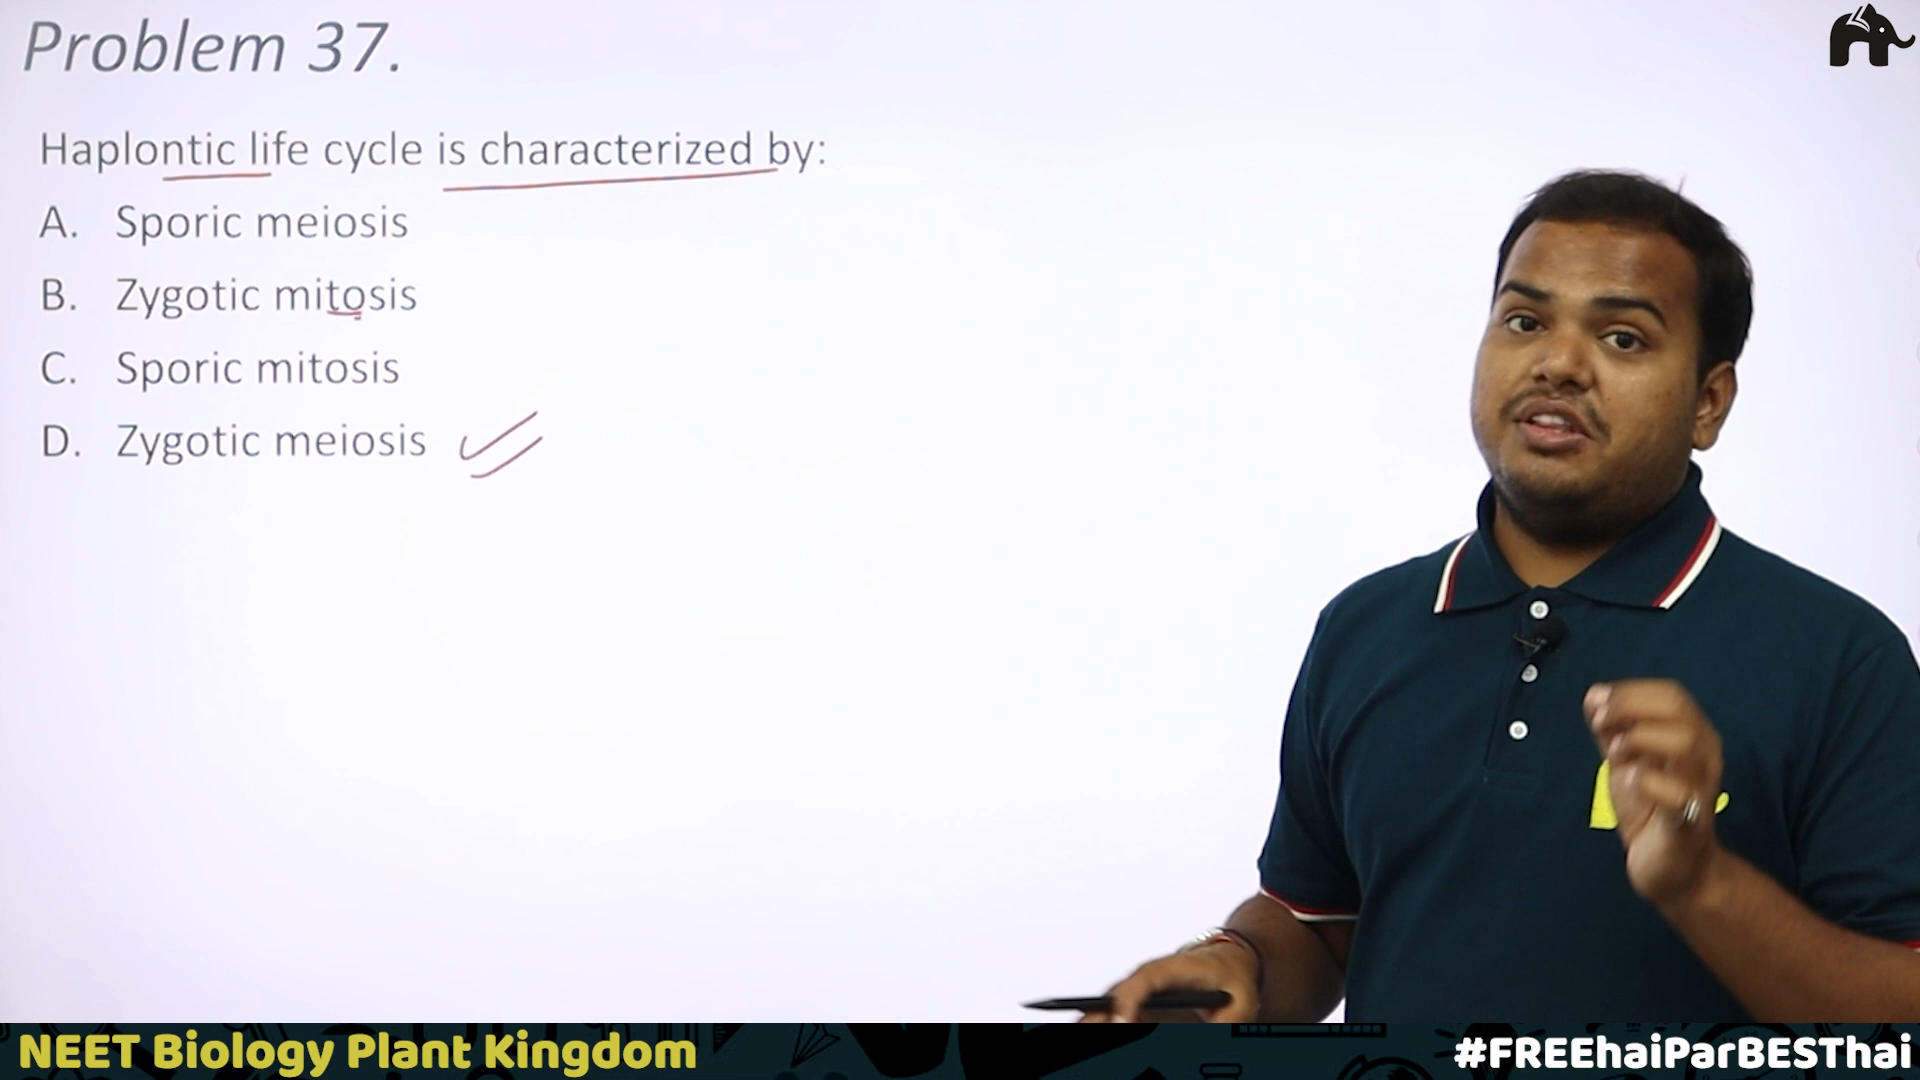 Problem 37.
Haplontic life cycle is characterized by:
A. Sporic meiosis
B. Zygotic mitosis
C. Sporic mitosis
D. Zygotic meiosis
NEET Biology Plant Kingdom
#FREEhaiParBESThai